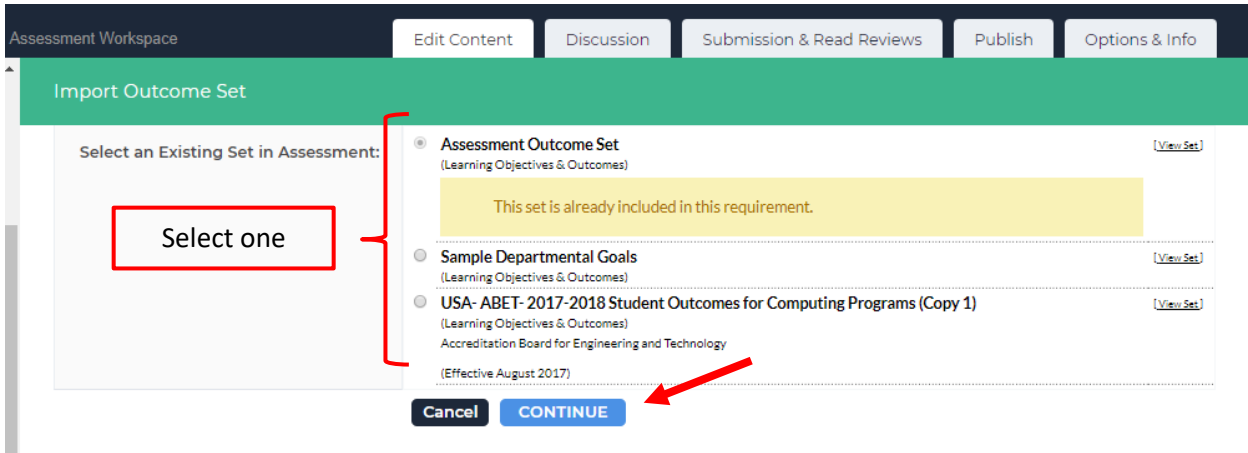 Assessment Workspace
Edit Content
Discussion
Submission & Read Reviews
Publish
Options & Info
Import Outcome Set
Select an Existing Set in Assessment:
Select one
Assessment Outcome Set
[View Set]
(Learning Objectives & Outcomes)
This set is already included in this requirement.
Sample Departmental Goals
[View Set]
(Learning Objectives & Outcomes)
USA- ABET- 2017-2018 Student Outcomes for Computing Programs (Copy 1)
[View Set]
(Learning Objectives & Outcomes)
Accreditation Board for Engineering and Technology
(Effective August 2017)
Cancel
CONTINUE